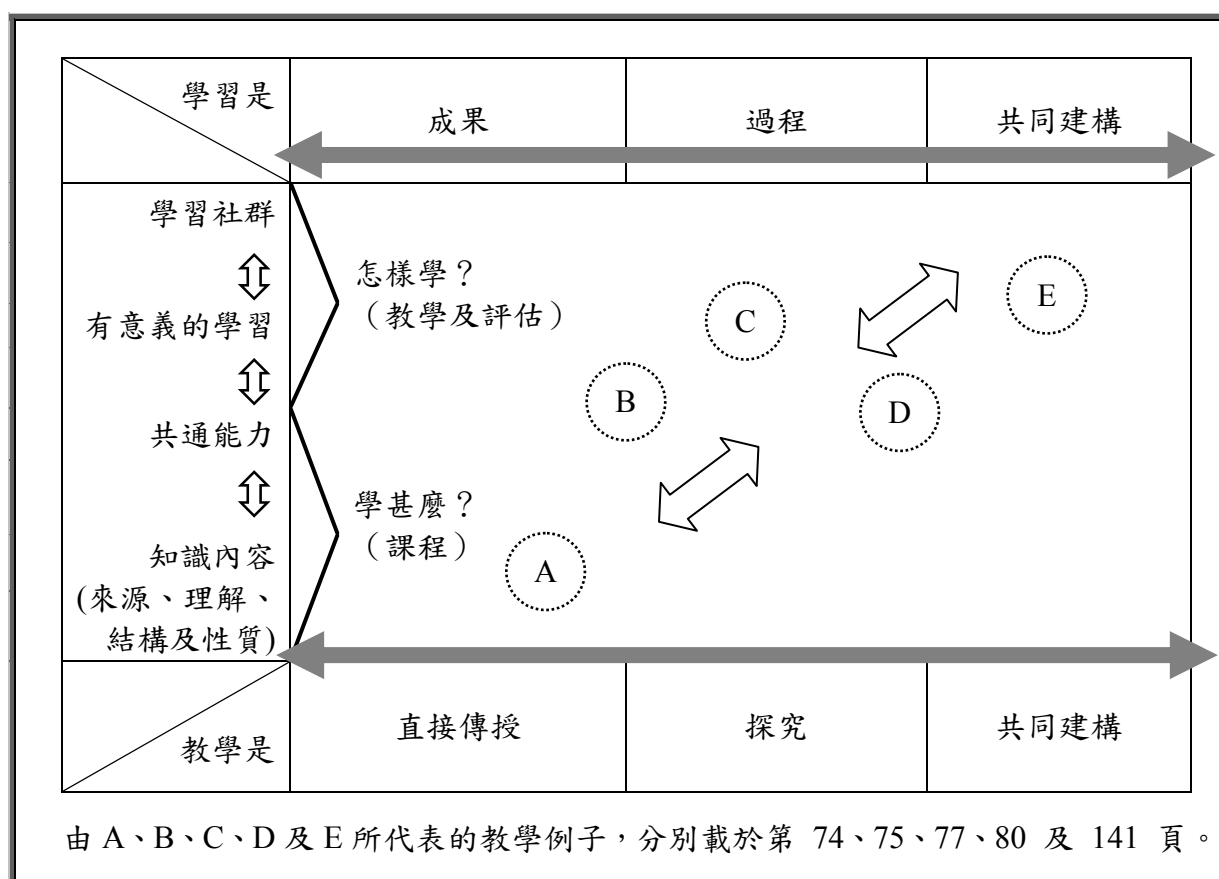 學習是
成果
過程
共同建構
學習社群
有意義的學習
共通能力
知識內容
(來源、理解、
結構及性質)
怎樣學？
（教學及評估）
學甚麼？
（課程）
A
B
C
D
E
教學是
直接傳授
探究
共同建構
由 A、B、C、D 及 E 所代表的教學例子，分別載於第 74、75、77、80 及 141 頁。